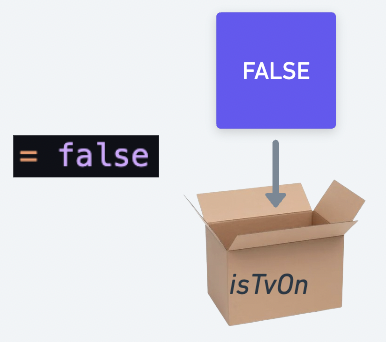 FALSE
= false
isTvOn